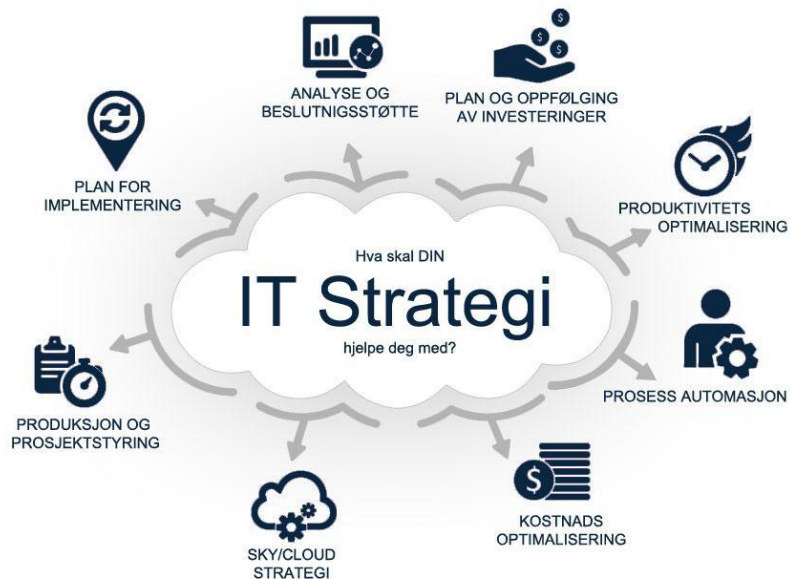 ANALYSE OG
BESLUTNIGSSTØTTE
PLAN OG OPPFØLGING
AV INVESTERINGER
PLAN FOR
IMPLEMENTERING
PRODUKTIVITETS
OPTIMALISERING
Hva skal DIN
IT Strategi
hjelpe deg med?
PROSESS AUTOMASJON
PRODUKSJON OG
PROSJEKTSTYRING
KOSTNADS
OPTIMALISERING
SKY/CLOUD
STRATEGI